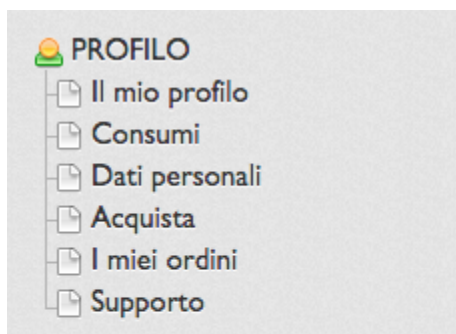 PROFILO
Il mio profilo
Consumi
Dati personali
Acquista
I miei ordini
Supporto